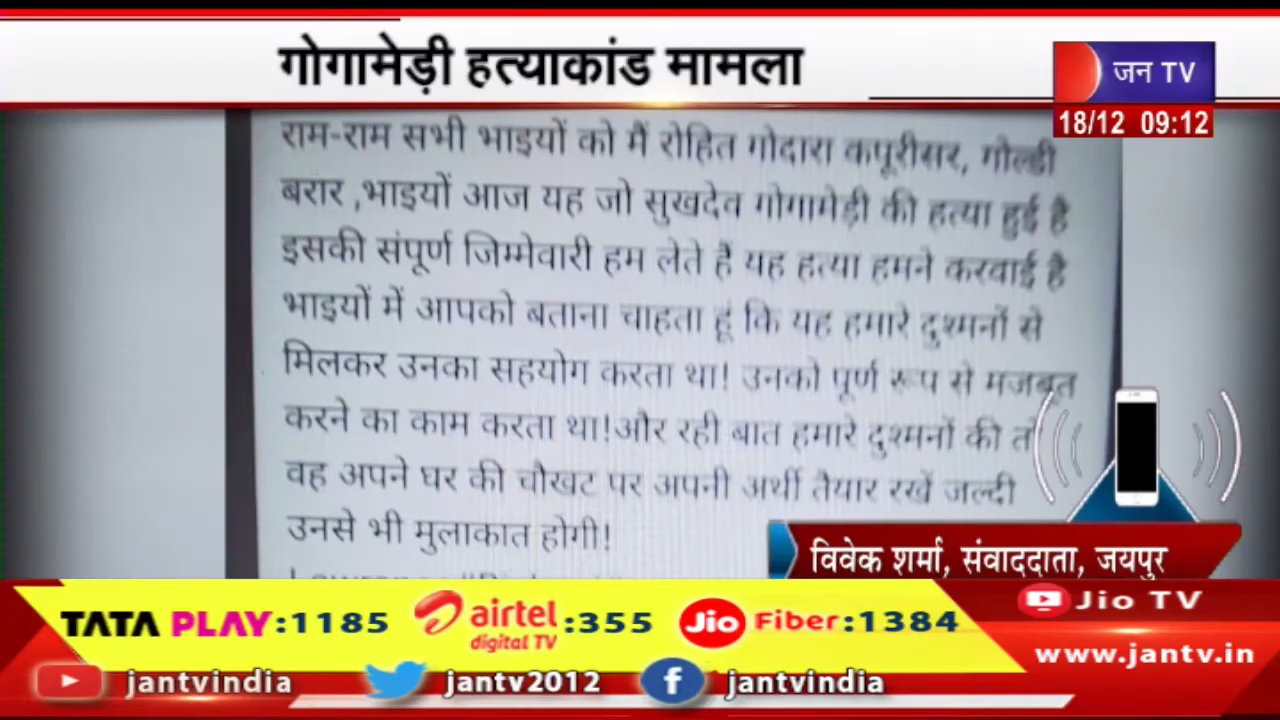 गोगामेड़ी हत्याकांड मामला
जन TV
18/12 09:12
राम-राम सभी भाइयों को मैं रोहित गोदारा कपूरीसर, गोल्डी
बरार ,भाइयों आज यह जो सुखदेव गोगामेड़ी की हत्या हुई है
इसकी संपूर्ण जिम्मेवारी हम लेते हैं यह हत्या हमने करवाई है
भाइयों में आपको बताना चाहता हूं कि यह हमारे दुश्मनों से
मिलकर उनका सहयोग करता था! उनको पूर्ण रूप से मजबूत
करने का काम करता था!और रही बात हमारे दुश्मनों की तो
वह अपने घर की चौखट पर अपनी अर्थी तैयार रखें जल्दी
उनसे भी मुलाकात होगी!
विवेक शर्मा, संवाददाता, जयपुर
TATA PLAY:1185 airtel digital TV :355 Jio Fiber:1384
Jio TV
www.jantv.in
jantvindia jantv2012 jantvindia